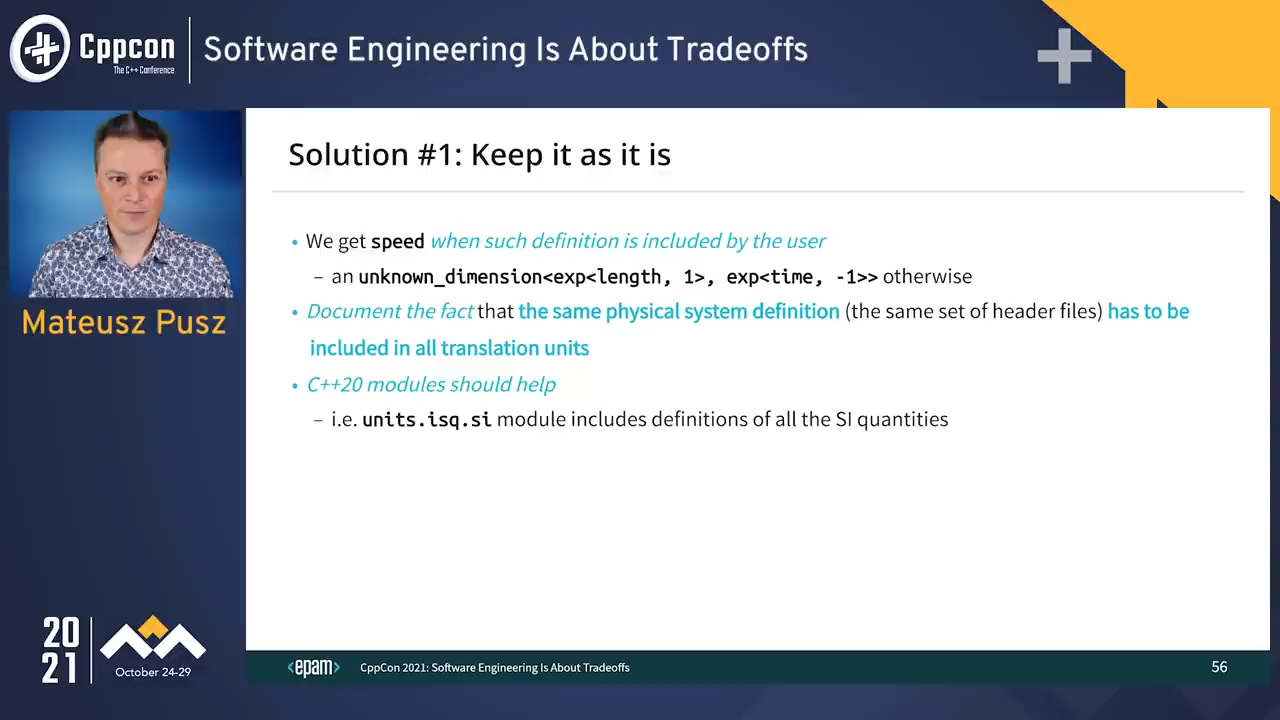 Cppcon
The C++ Conference
Software Engineering Is About Tradeoffs
Mateusz Pusz
Solution #1: Keep it as it is
• We get speed when such definition is included by the user
– an unknown_dimension<exp<length, 1>, exp<time, -1>> otherwise
• Document the fact that the same physical system definition (the same set of header files) has to be
included in all translation units
• C++20 modules should help
– i.e. units.isq.si module includes definitions of all the SI quantities
20
21
October 24-29
<epam>
CppCon 2021: Software Engineering Is About Tradeoffs
56